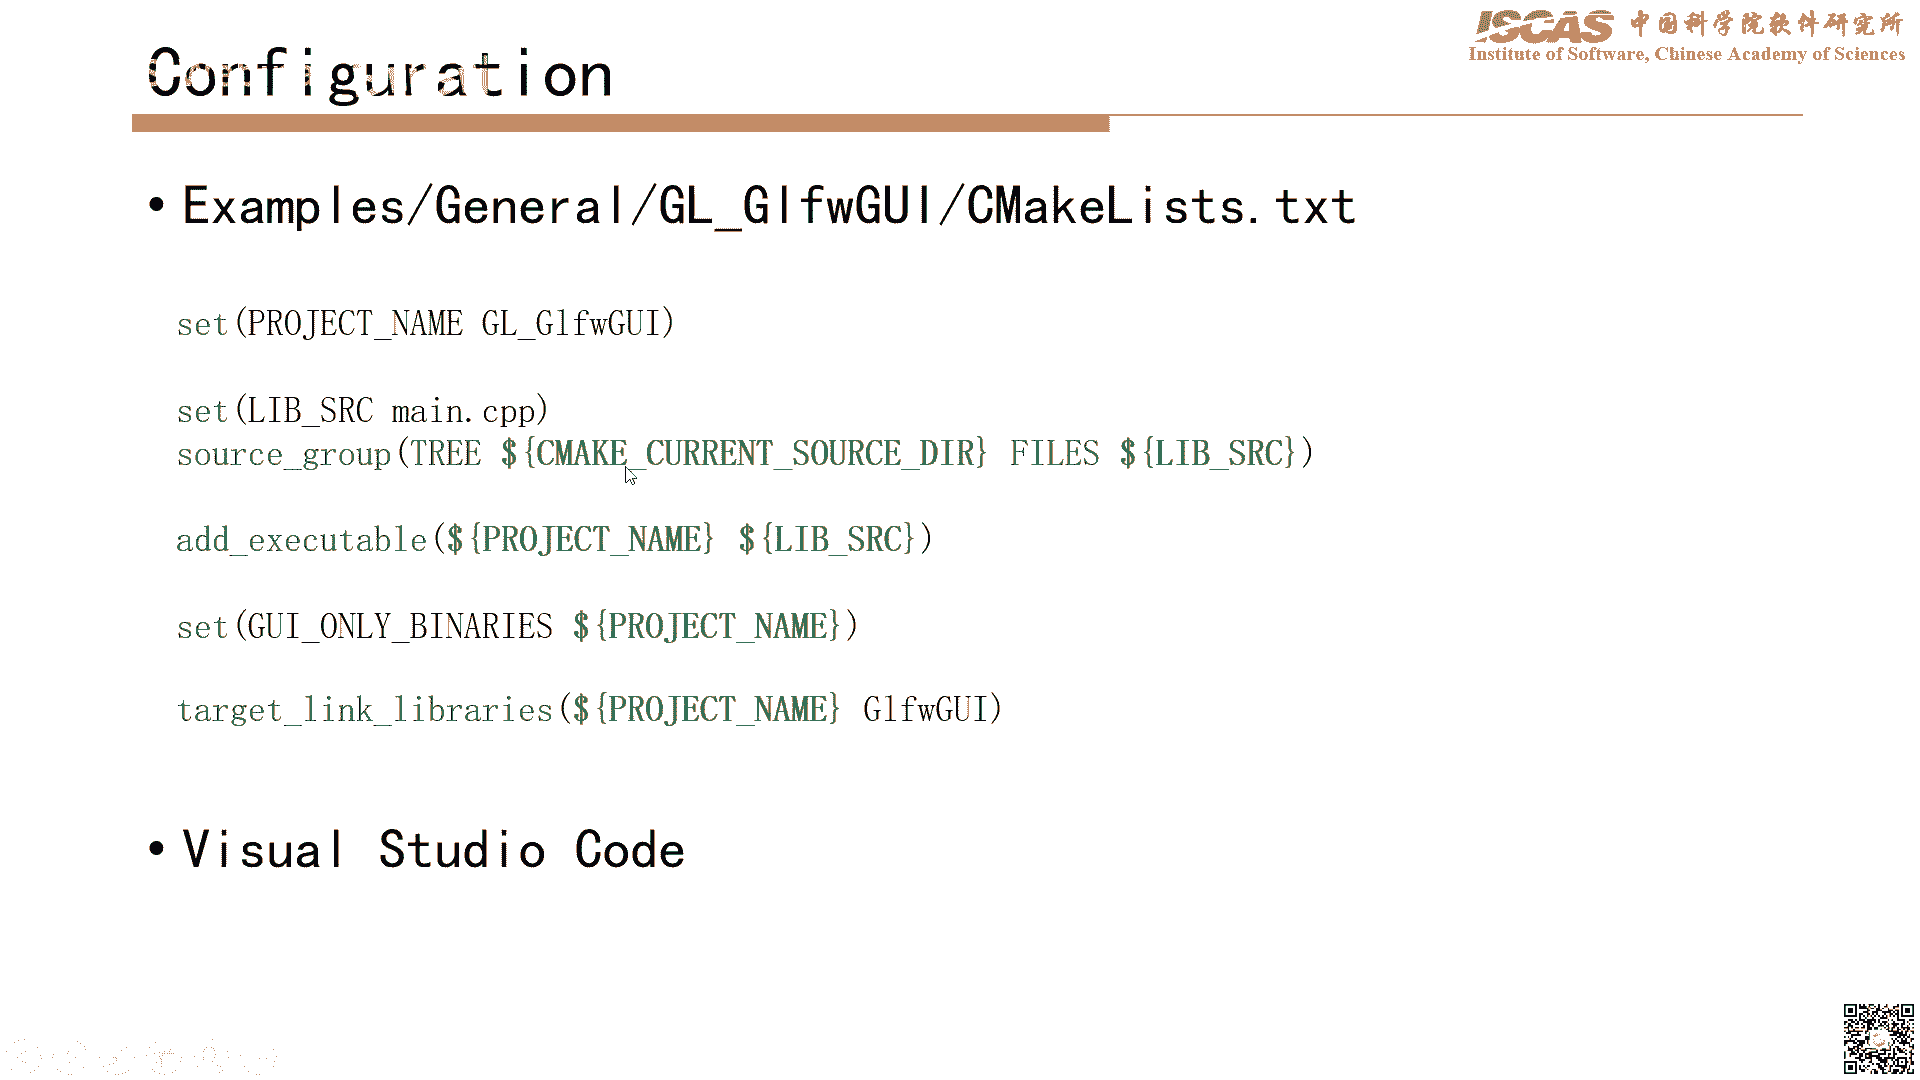 ISCAS 中国科学院软件研究所
Institute of Software, Chinese Academy of Sciences
Configuration
• Examples/General/GL_GlfwGUI/CMakeLists.txt
set(PROJECT_NAME GL_GlfwGUI)
set(LIB_SRC main.cpp)
source_group(TREE ${CMAKE_CURRENT_SOURCE_DIR} FILES ${LIB_SRC})
add_executable(${PROJECT_NAME} ${LIB_SRC})
set(GUI_ONLY_BINARIES ${PROJECT_NAME})
target_link_libraries(${PROJECT_NAME} GlfwGUI)
• Visual Studio Code